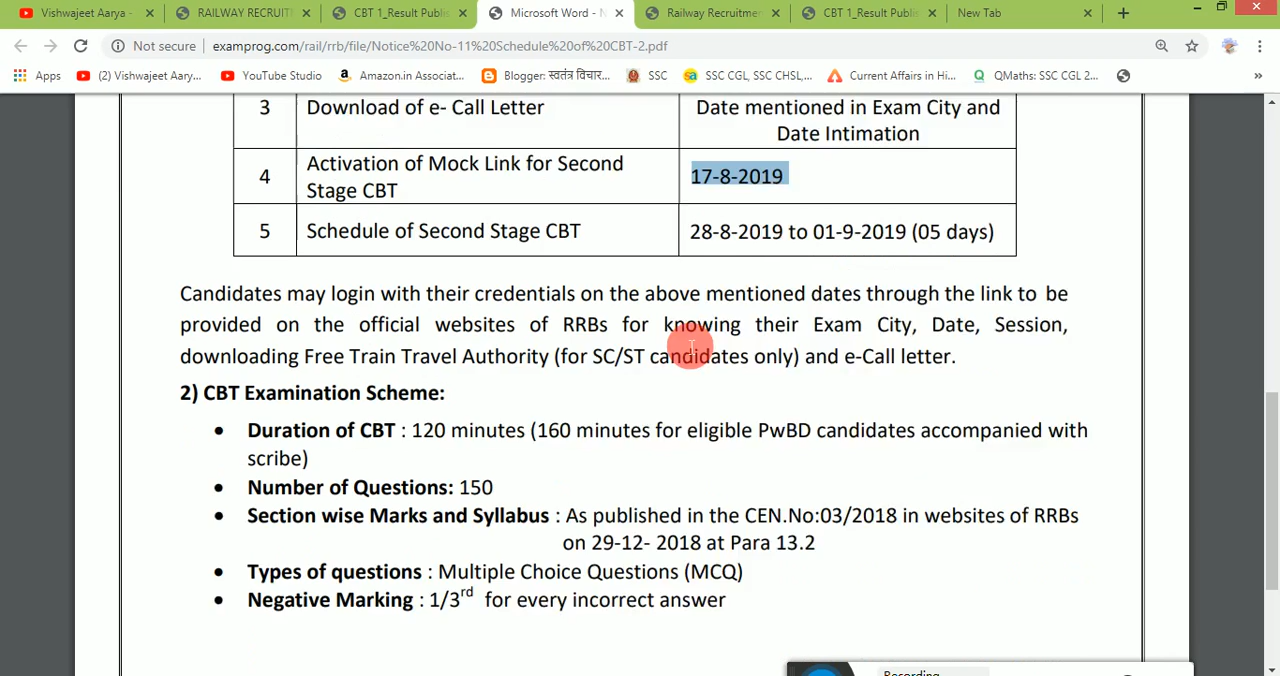 Vishwajeet Aarya -
RAILWAY RECRUIT
CBT 1_Result Publis
Microsoft Word - N
Railway Recruitmen
CBT 1_Result Publis
New Tab
Not secure
examprog.com/rail/rrb/file/Notice%20No-11%20Schedule%20of%20CBT-2.pdf
Apps
(2) Vishwajeet Aary...
YouTube Studio
Amazon.in Associat...
Blogger: स्वतंत्र विचार...
SSC
SSC CGL, SSC CHSL,...
Current Affairs in Hi...
QMaths: SSC CGL 2...
3 Download of e- Call Letter Date mentioned in Exam City and
Date Intimation
4 Activation of Mock Link for Second 17-8-2019
Stage CBT
5 Schedule of Second Stage CBT 28-8-2019 to 01-9-2019 (05 days)
Candidates may login with their credentials on the above mentioned dates through the link to be
provided on the official websites of RRBs for knowing their Exam City, Date, Session,
downloading Free Train Travel Authority (for SC/ST candidates only) and e-Call letter.
2) CBT Examination Scheme:
• Duration of CBT : 120 minutes (160 minutes for eligible PwBD candidates accompanied with
scribe)
• Number of Questions: 150
• Section wise Marks and Syllabus : As published in the CEN.No:03/2018 in websites of RRBs
on 29-12- 2018 at Para 13.2
• Types of questions : Multiple Choice Questions (MCQ)
• Negative Marking : 1/3rd for every incorrect answer
Recording